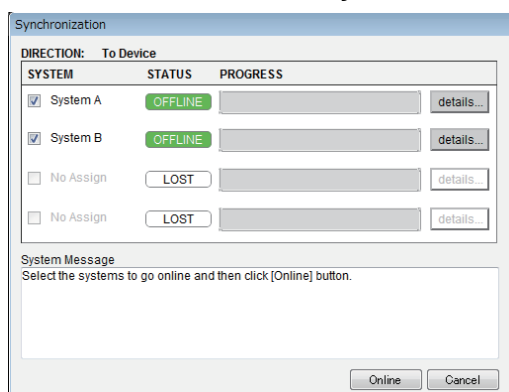 Synchronization
DIRECTION: To Device
SYSTEM STATUS PROGRESS
System A OFFLINE details...
System B OFFLINE details...
No Assign LOST details...
No Assign LOST details...
System Message
Select the systems to go online and then click [Online] button.
Online Cancel